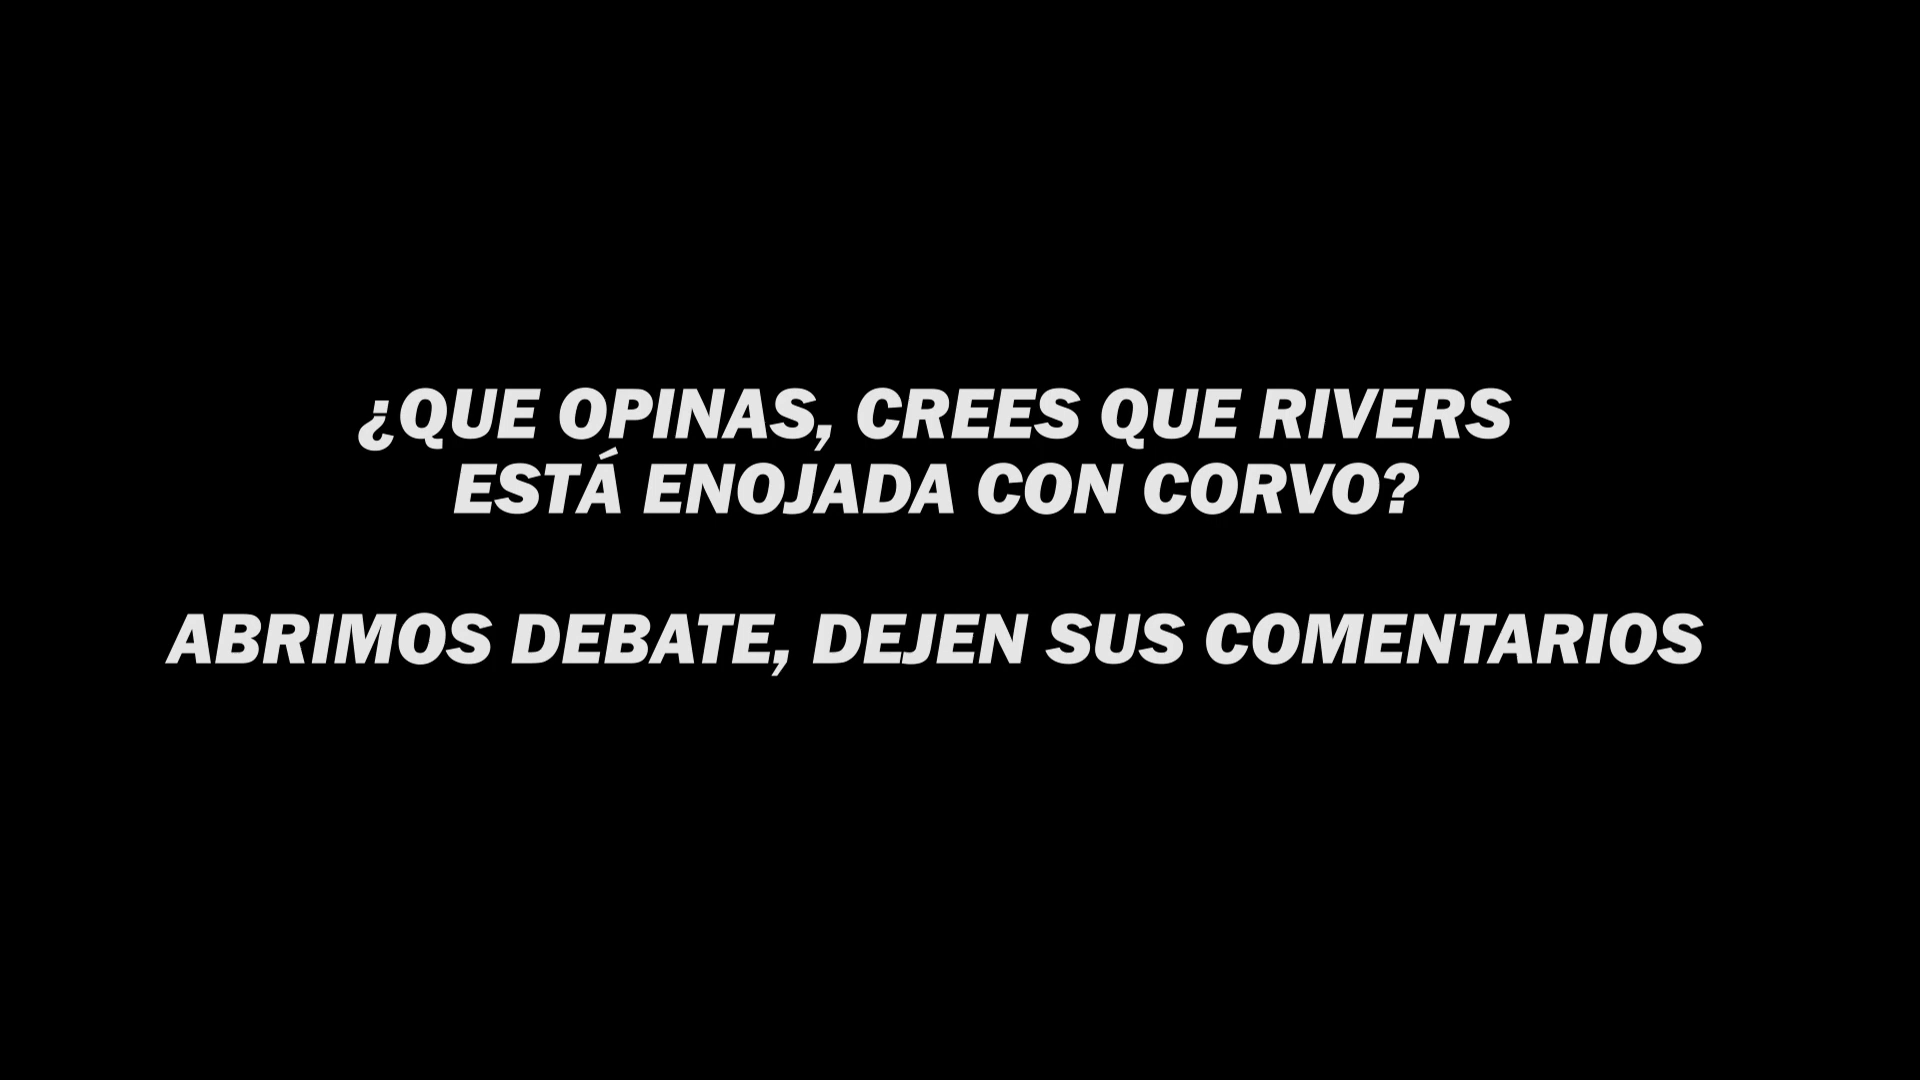 ¿QUE OPINAS, CREES QUE RIVERS
ESTÁ ENOJADA CON CORVO?
ABRIMOS DEBATE, DEJEN SUS COMENTARIOS